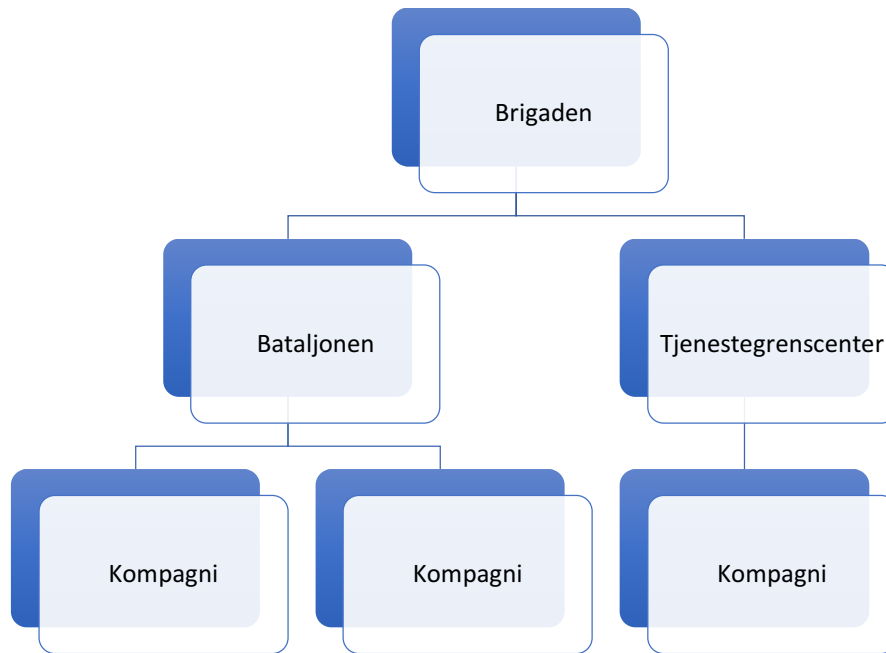 Brigaden
Bataljonen
Tjenestegrenscenter
Kompagni
Kompagni
Kompagni